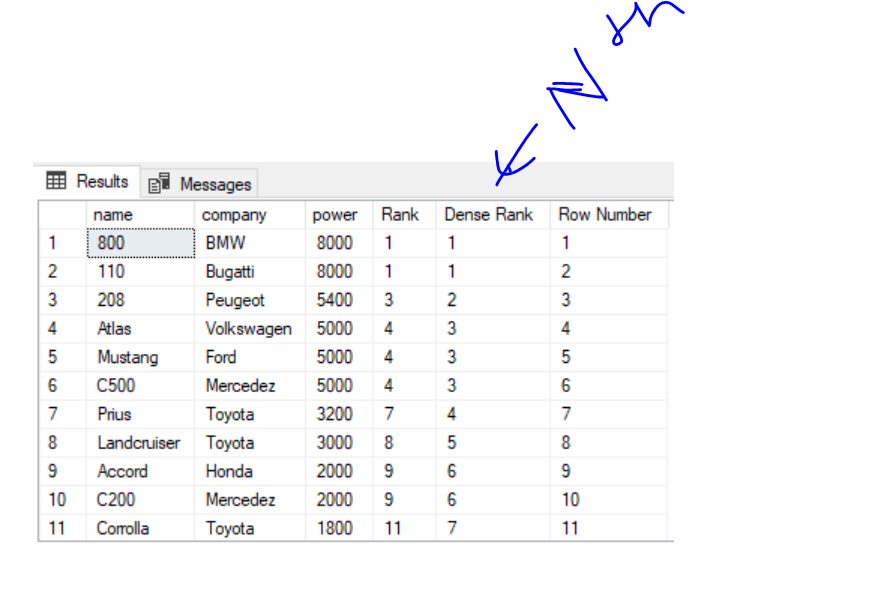 Nth
Results Messages
name company power Rank Dense Rank Row Number
1 800 BMW 8000 1 1 1
2 110 Bugatti 8000 1 1 2
3 208 Peugeot 5400 3 2 3
4 Atlas Volkswagen 5000 4 3 4
5 Mustang Ford 5000 4 3 5
6 C500 Mercedez 5000 4 3 6
7 Prius Toyota 3200 7 4 7
8 Landcruiser Toyota 3000 8 5 8
9 Accord Honda 2000 9 6 9
10 C200 Mercedez 2000 9 6 10
11 Corrolla Toyota 1800 11 7 11